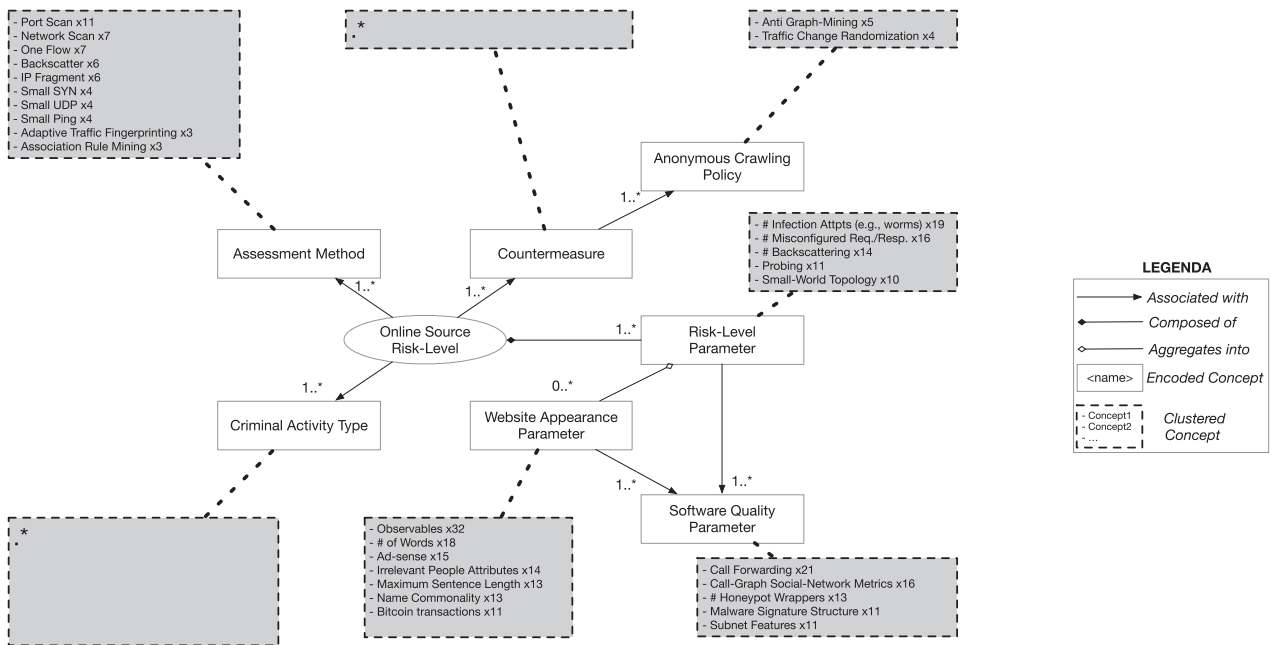 - Port Scan x11
- Network Scan x7
- One Flow x7
- Backscatter x6
- IP Fragment x6
- Small SYN x4
- Small UDP x4
- Small Ping x4
- Adaptive Traffic Fingerprinting x3
- Association Rule Mining x3
.*
- Anti Graph-Mining x5
- Traffic Change Randomization x4
Anonymous Crawling
Policy
1..*
Assessment Method
Countermeasure
- # Infection Attpts (e.g., worms) x19
- # Misconfigured Req./Resp. x16
- # Backscattering x14
- Probing x11
- Small-World Topology x10
1..*
1..*
Online Source
Risk-Level
1..*
Risk-Level
Parameter
1..*
0..*
Criminal Activity Type
Website Appearance
Parameter
1..*
1..*
Software Quality
Parameter
.*
- Observables x32
- # of Words x18
- Ad-sense x15
- Irrelevant People Attributes x14
- Maximum Sentence Length x13
- Name Commonality x13
- Bitcoin transactions x11
- Call Forwarding x21
- Call-Graph Social-Network Metrics x16
- # Honeypot Wrappers x13
- Malware Signature Structure x11
- Subnet Features x11
LEGENDA
Associated with
Composed of
Aggregates into
<name> Encoded Concept
- Concept1
- Concept2
- ...
Clustered
Concept